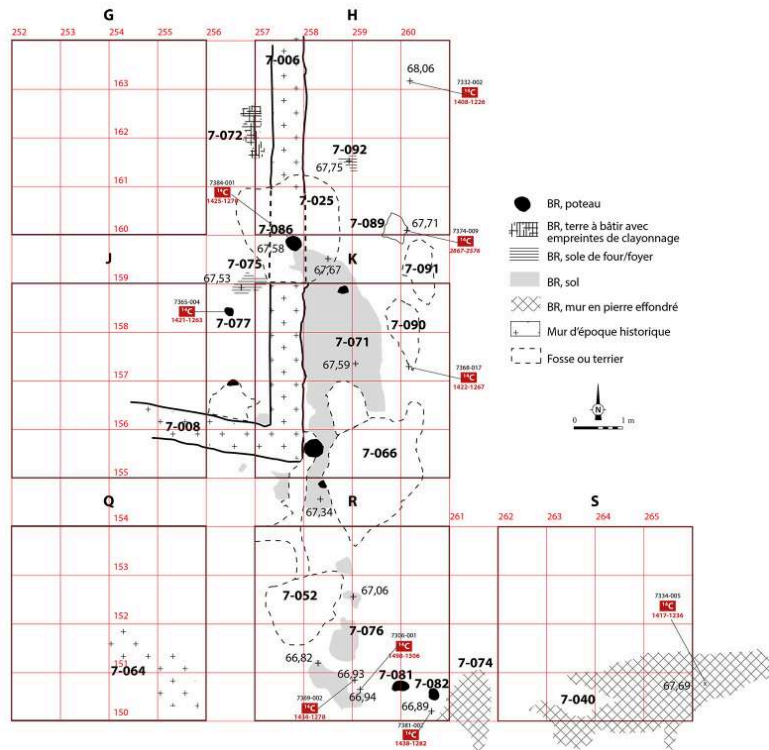 G H
252 253 254 255 256 257 258 259 260
163
7-006
68,06
7332-002
14C
1408-1226
162
7-072
7-092
67,75
161
7384-001
14C
7-025
7-086
7-089
67,71
7374-009
14C
2867-2576
160
67,58
67,67
J K
7-075
67,53
7-091
159
7365-004
14C
1421-1263
7-077
7-090
158
7-071
67,59
7368-017
14C
1422-1267
157
7-008
156
7-066
155
Q R S
67,34
154
261 262 263 264 265
153
7-052
67,06
152
7-076
7306-001
14C
1498-1306
7334-005
14C
1417-1236
7-064
66,82
151
66,93
7-081
7-074
7-082
66,94
66,89
7-040
67,69
7369-002
14C
1434-1278
150
7381-002
14C
1438-1282
BR, poteau
BR, terre à bâtir avec
empreintes de clayonnage
BR, sole de four/foyer
BR, sol
BR, mur en pierre effondré
Mur d'époque historique
Fosse ou terrier
N
0 1 m